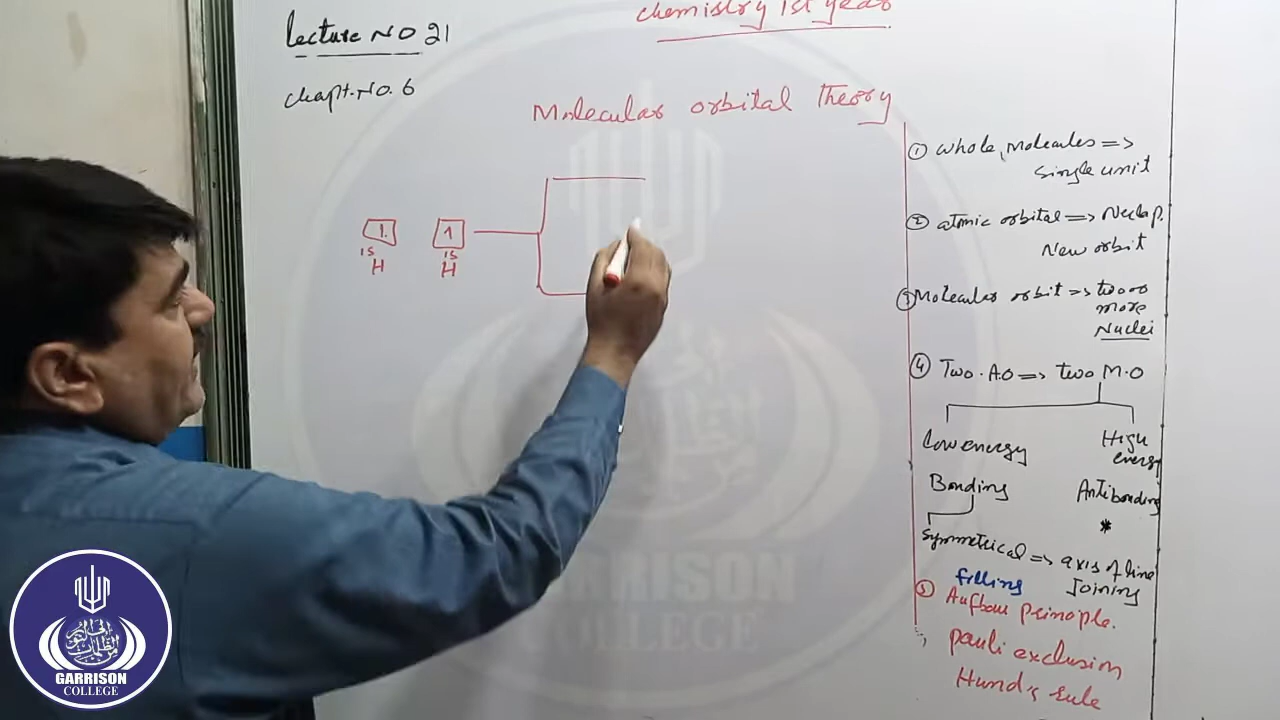 chemistry 1st year
Lecture NO 21
Chapt.No. 6
Molecular orbital Theory
1 1
1S 1S
H H
① whole, Molecules =>
single unit
② atomic orbital =>
New orbit
③ Molecular orbit => two or
more
Nuclei
④ Two. A.O => two M.O
Low energy High
energy
Bonding Antibonding
*
Symmetrical => axis of line
Joining
filling
⑤ Aufbau principle.
pauli exclusion
Hund's rule
GARRISON
COLLEGE
GARRISON
COLLEGE